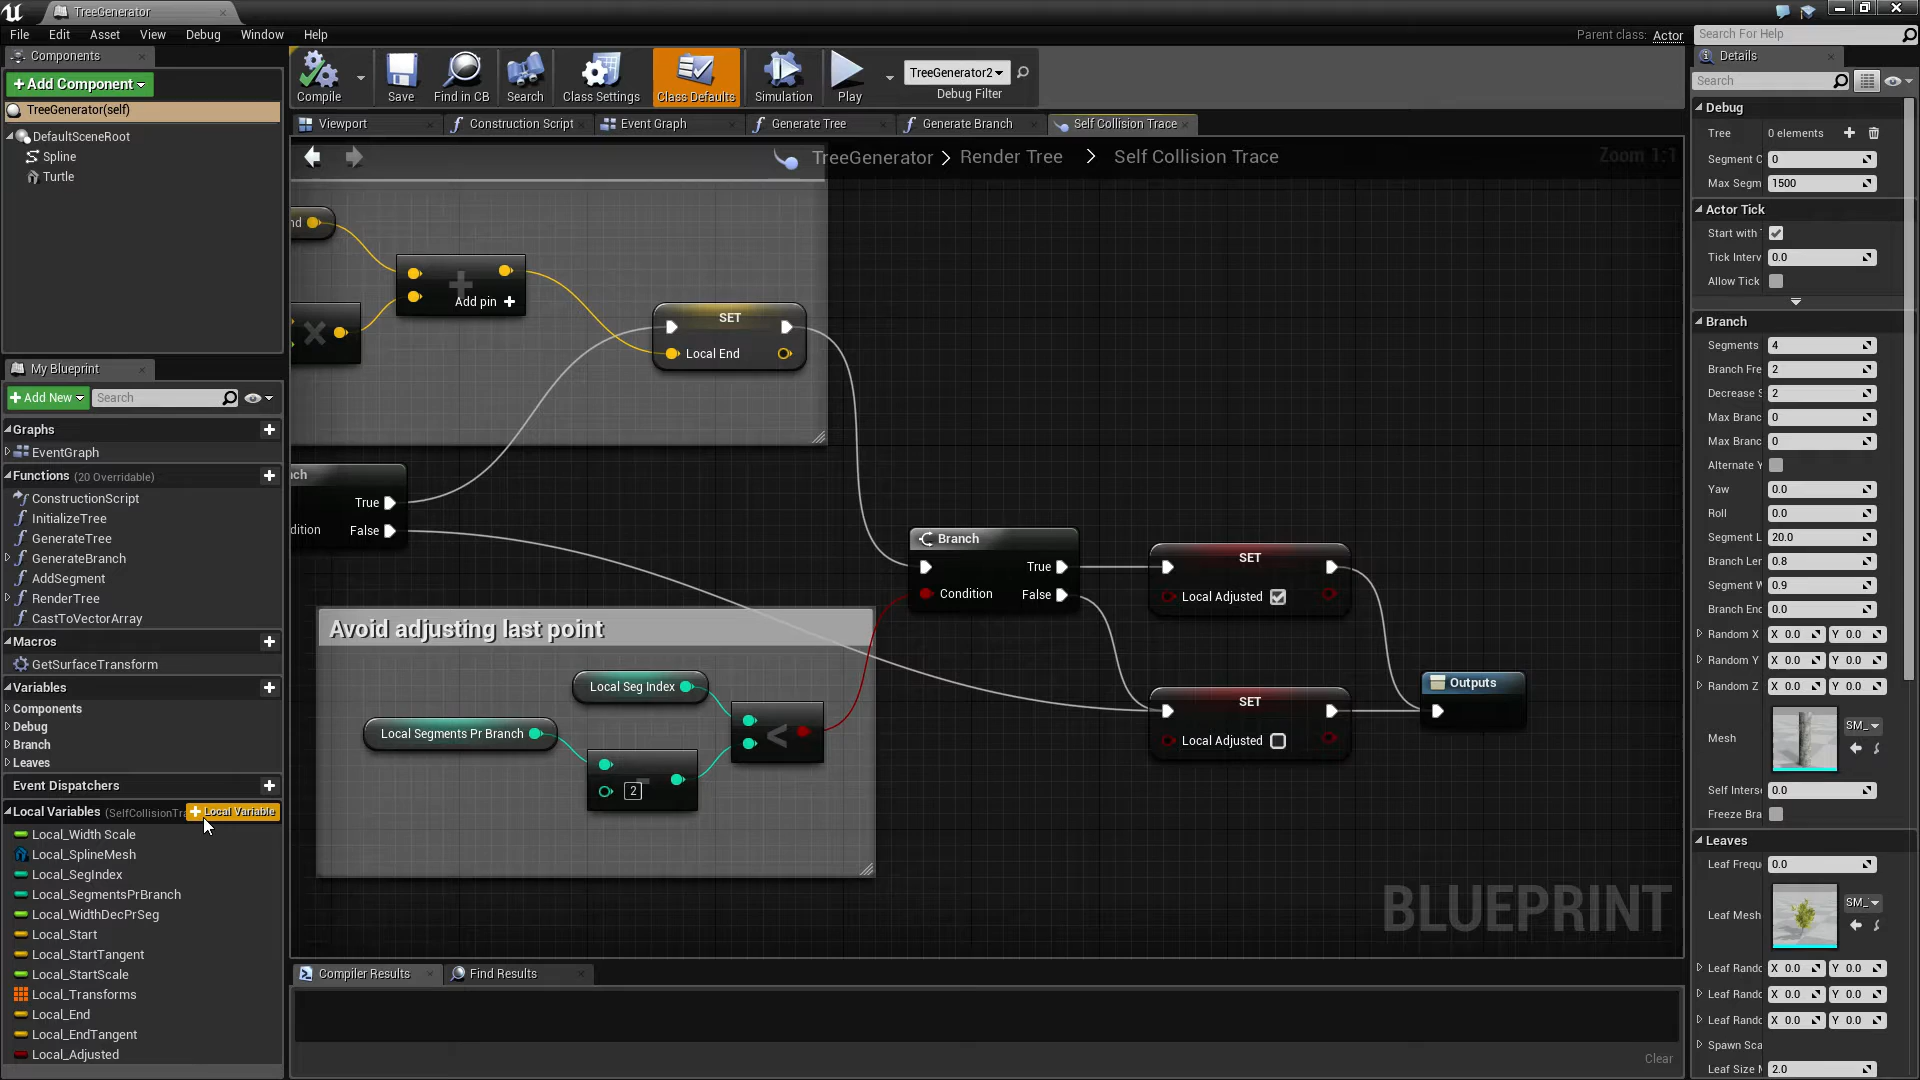 TreeGenerator
File Edit Asset View Debug Window Help
Parent class: Actor
Search For Help
Components
+Add Component
TreeGenerator(self)
DefaultSceneRoot
Spline
Turtle
Compile
Save
Find in CB
Search
Class Settings
Class Defaults
Simulation
Play
TreeGenerator2
Debug Filter
Viewport
Construction Script
Event Graph
Generate Tree
Generate Branch
Self Collision Trace
TreeGenerator > Render Tree > Self Collision Trace
Zoom 1:1
nd
Add pin +
SET
Local End
ch
True
dition
False
Branch
True
Condition
False
SET
Local Adjusted
SET
Local Adjusted
Outputs
Avoid adjusting last point
Local Seg Index
Local Segments Pr Branch
<
2
BLUEPRINT
My Blueprint
+Add New
Search
Graphs
EventGraph
Functions (20 Overridable)
ConstructionScript
InitializeTree
GenerateTree
GenerateBranch
AddSegment
RenderTree
CastToVectorArray
Macros
GetSurfaceTransform
Variables
Components
Debug
Branch
Leaves
Event Dispatchers
Local Variables (SelfCollisionTra
+Local Variable
Local_Width Scale
Local_SplineMesh
Local_SegIndex
Local_SegmentsPrBranch
Local_WidthDecPrSeg
Local_Start
Local_StartTangent
Local_StartScale
Local_Transforms
Local_End
Local_EndTangent
Local_Adjusted
Compiler Results
Find Results
Clear
Details
Search
Debug
Tree 0 elements
Segment C 0
Max Segm 1500
Actor Tick
Start with
Tick Interv 0.0
Allow Tick
Branch
Segments 4
Branch Fre 2
Decrease S 2
Max Branc 0
Max Branc 0
Alternate Y
Yaw 0.0
Roll 0.0
Segment L 20.0
Branch Ler 0.8
Segment W 0.9
Branch Enc 0.0
Random X X 0.0 Y 0.0
Random Y X 0.0 Y 0.0
Random Z X 0.0 Y 0.0
Mesh
SM_
Self Interse 0.0
Freeze Bra
Leaves
Leaf Frequ 0.0
Leaf Mesh
SM_
Leaf Rando X 0.0 Y 0.0
Leaf Rando X 0.0 Y 0.0
Leaf Rando X 0.0 Y 0.0
Spawn Sca
Leaf Size M 2.0